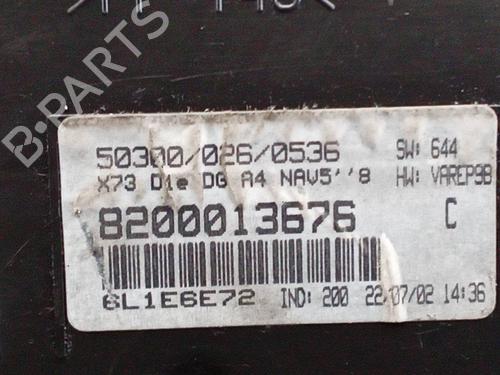 B-PARTS
50300/026/0536 SW: 644
X73 D1e DG A4 NAV5''8 HW: VAREP9B
8200013676 C
6L1E6E72 IND: 200 22/07/02 14:36